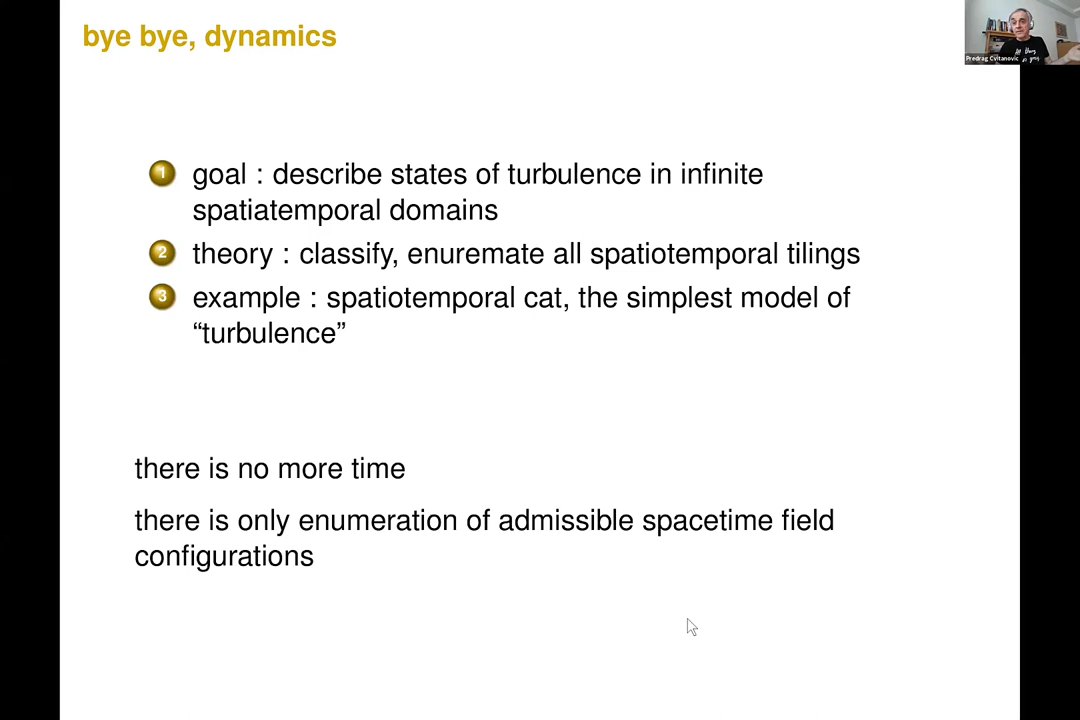 bye bye, dynamics
Predrag Cvitanovic
1 goal : describe states of turbulence in infinite
spatiatemporal domains
2 theory : classify, enuremate all spatiotemporal tilings
3 example : spatiotemporal cat, the simplest model of
“turbulence”
there is no more time
there is only enumeration of admissible spacetime field
configurations